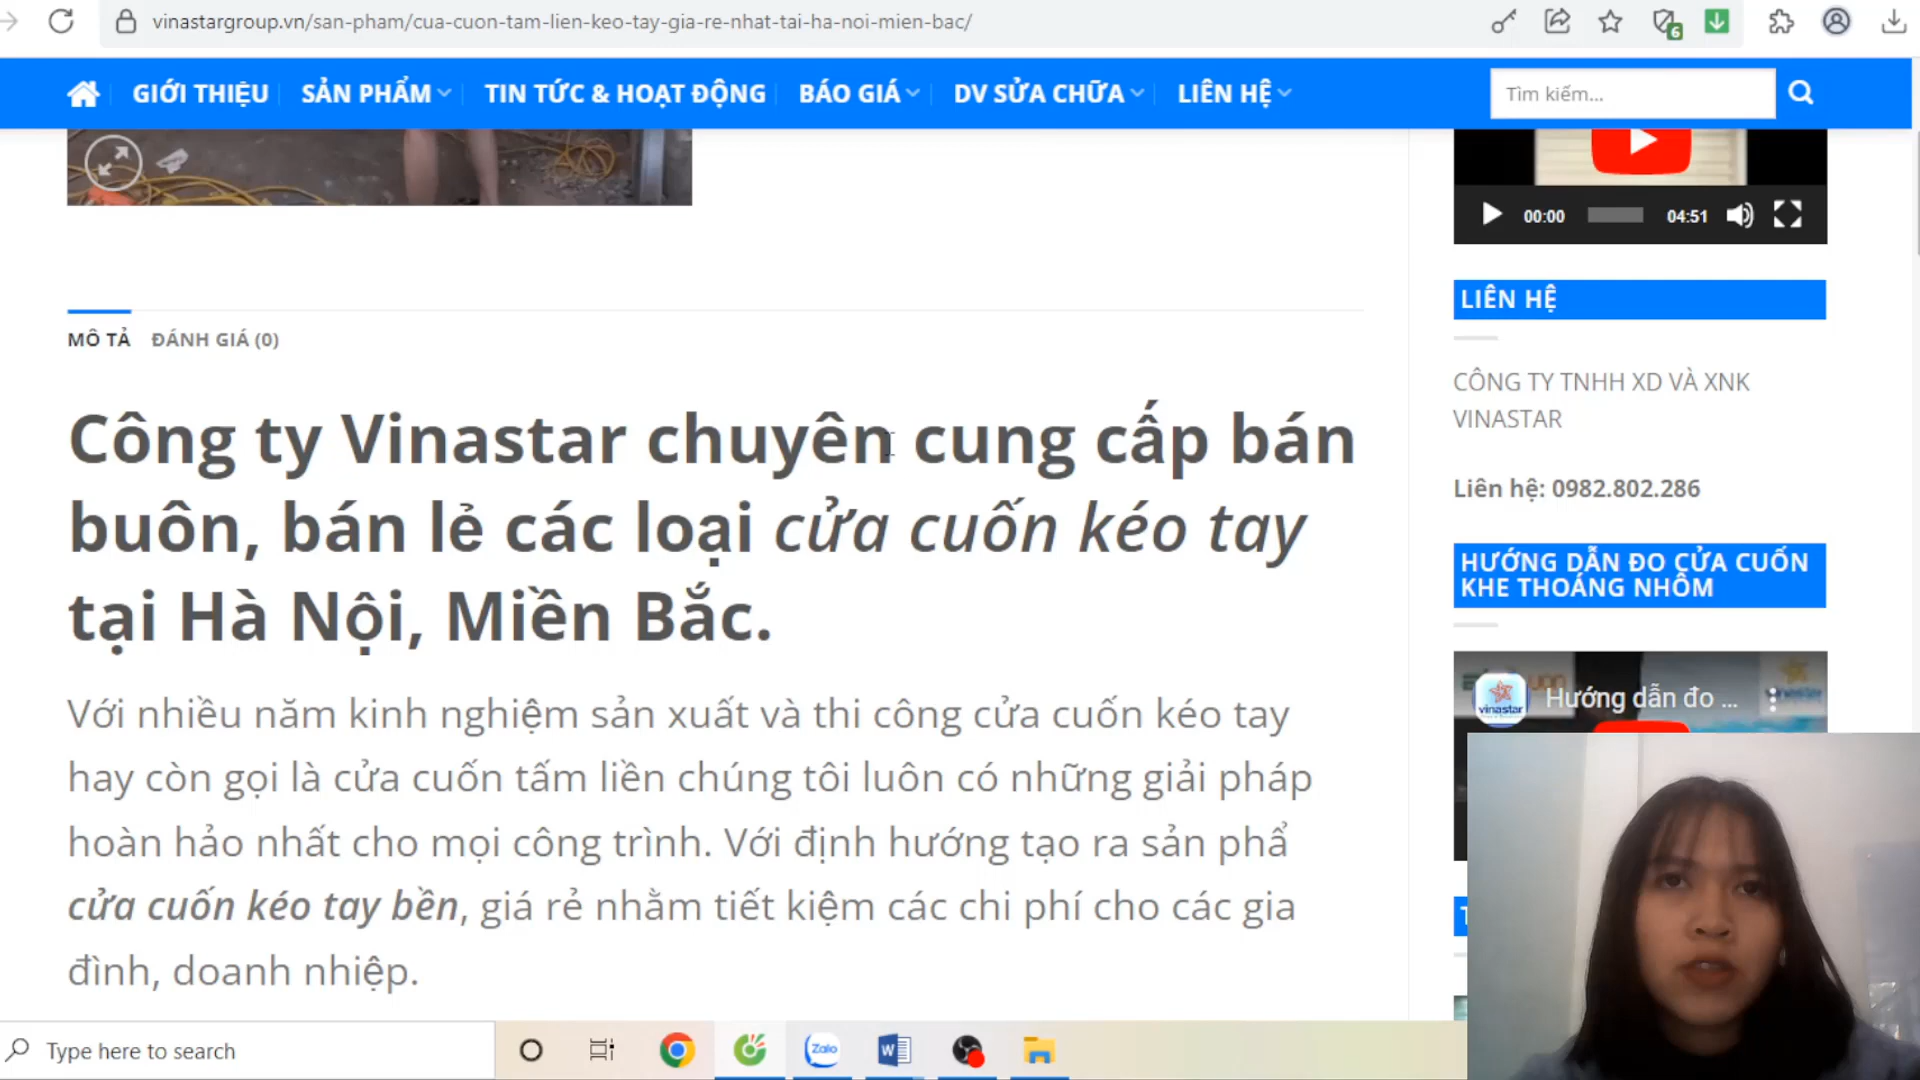 vinastargroup.vn/san-pham/cua-cuon-tam-lien-keo-tay-gia-re-nhat-tai-ha-noi-mien-bac/
6
GIỚI THIỆU SẢN PHẨM TIN TỨC & HOẠT ĐỘNG BÁO GIÁ DV SỬA CHỮA LIÊN HỆ
Tìm kiếm...
00:00 04:51
MÔ TẢ ĐÁNH GIÁ (0)
Công ty Vinastar chuyên cung cấp bán
buôn, bán lẻ các loại cửa cuốn kéo tay
tại Hà Nội, Miền Bắc.
Với nhiều năm kinh nghiệm sản xuất và thi công cửa cuốn kéo tay
hay còn gọi là cửa cuốn tấm liền chúng tôi luôn có những giải pháp
hoàn hảo nhất cho mọi công trình. Với định hướng tạo ra sản phẩ
cửa cuốn kéo tay bền, giá rẻ nhằm tiết kiệm các chi phí cho các gia
đình, doanh nhiệp.
LIÊN HỆ
CÔNG TY TNHH XD VÀ XNK
VINASTAR
Liên hệ: 0982.802.286
HƯỚNG DẪN ĐO CỬA CUỐN
KHE THOÁNG NHÔM
vinastar
Hướng dẫn đo ...
Type here to search
Zalo
W